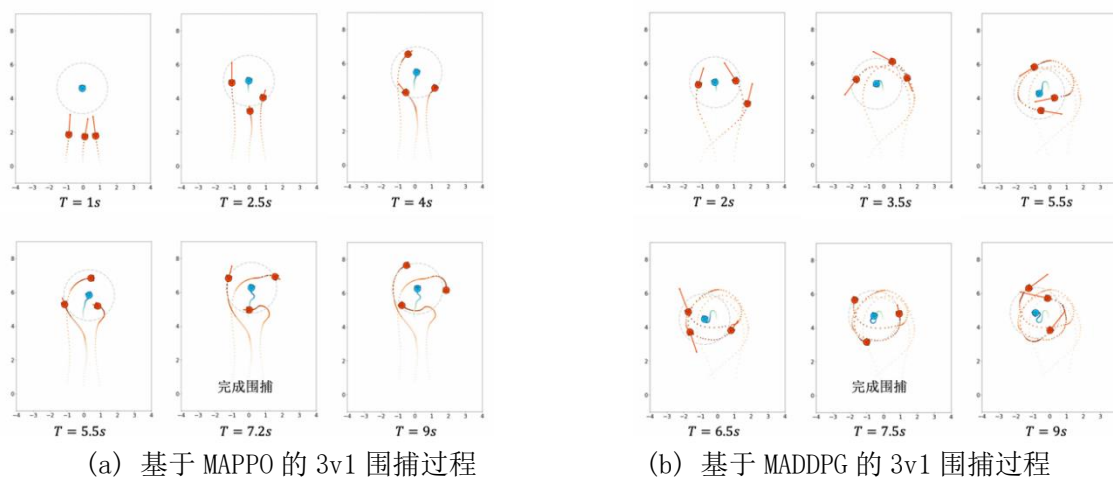 T = 1s
T = 2.5s
T = 4s
T = 2s
T = 3.5s
T = 5.5s
完成围捕
完成围捕
T = 5.5s
T = 7.2s
T = 9s
T = 6.5s
T = 7.5s
T = 9s
(a) 基于 MAPPO 的 3v1 围捕过程
(b) 基于 MADDPG 的 3v1 围捕过程